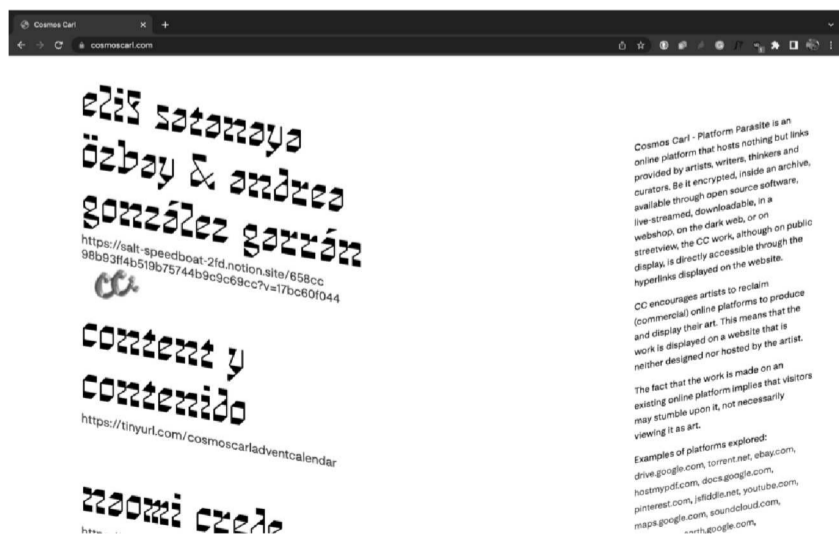 Cosmos Carl
cosmoscarl.com
elif satanaya
özbay & andrea
gonzález garrán
https://salt-speedboat-2fd.notion.site/658cc
98b93ff4b519b75744b9c9c69cc?v=17bc60f044
cc
content y
contenido
https://tinyurl.com/cosmoscarladventcalendar
naomi credé
Cosmos Carl - Platform Parasite is an
online platform that hosts nothing but links
provided by artists, writers, thinkers and
curators. Be it encrypted, inside an archive,
available through open source software,
live-streamed, downloadable, in a
webshop, on the dark web, or on
streetview, the CC work, although on public
display, is directly accessible through the
hyperlinks displayed on the website.
CC encourages artists to reclaim
(commercial) online platforms to produce
and display their art. This means that the
work is displayed on a website that is
neither designed nor hosted by the artist.
The fact that the work is made on an
existing online platform implies that visitors
may stumble upon it, not necessarily
viewing it as art.
Examples of platforms explored:
drive.google.com, torrent.net, ebay.com,
hostmypdf.com, docs.google.com,
pinterest.com, jsfiddle.net, youtube.com,
maps.google.com, soundcloud.com,
earth.google.com,